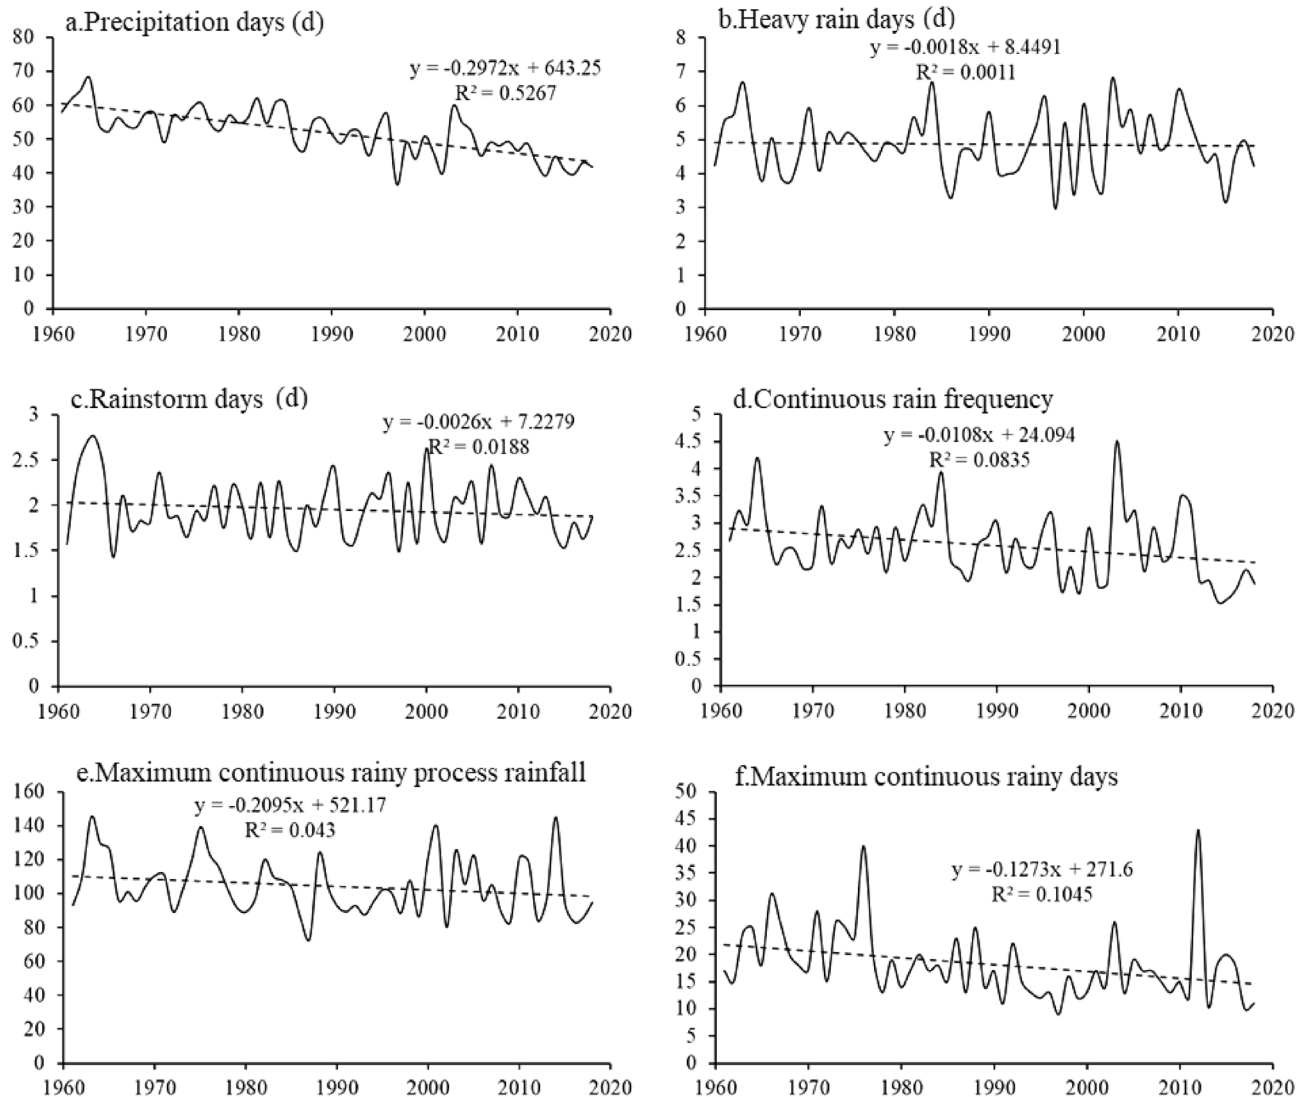 a.Precipitation days (d)
y = -0.2972x + 643.25
R² = 0.5267
80
70
60
50
40
30
20
10
0
1960 1970 1980 1990 2000 2010 2020
b.Heavy rain days (d)
y = -0.0018x + 8.4491
R² = 0.0011
8
7
6
5
4
3
2
1
0
1960 1970 1980 1990 2000 2010 2020
c.Rainstorm days (d)
y = -0.0026x + 7.2279
R² = 0.0188
3
2.5
2
1.5
1
0.5
0
1960 1970 1980 1990 2000 2010 2020
d.Continuous rain frequency
y = -0.0108x + 24.094
R² = 0.0835
5
4.5
4
3.5
3
2.5
2
1.5
1
0.5
0
1960 1970 1980 1990 2000 2010 2020
e.Maximum continuous rainy process rainfall
y = -0.2095x + 521.17
R² = 0.043
160
140
120
100
80
60
40
20
0
1960 1970 1980 1990 2000 2010 2020
f.Maximum continuous rainy days
y = -0.1273x + 271.6
R² = 0.1045
50
45
40
35
30
25
20
15
10
5
0
1960 1970 1980 1990 2000 2010 2020